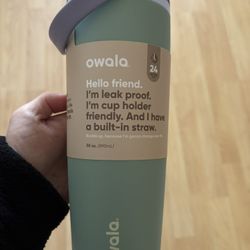 owala
24
Hello friend.
I'm leak proof.
I'm cup holder
friendly. And I have
a built-in straw.
owala